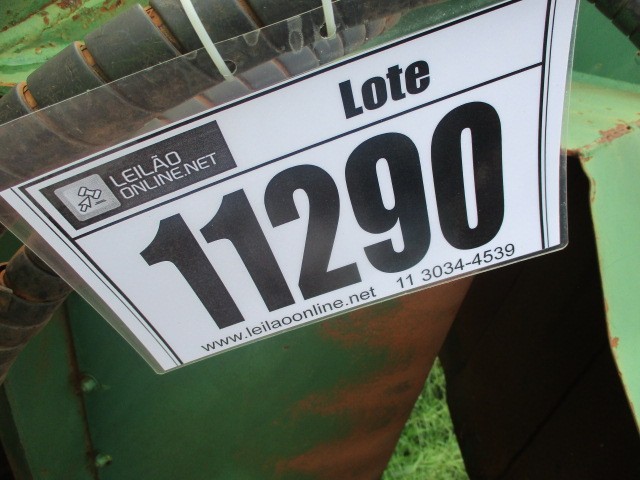 Lote
LEILÃO
ONLINE.NET
11290
www.leilaoonline.net 11 3034-4539